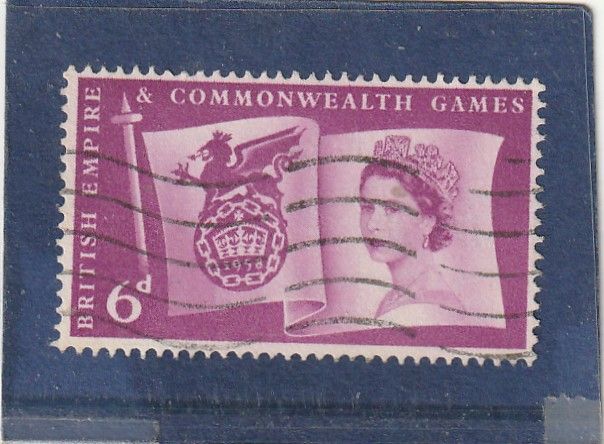 BRITISH EMPIRE
& COMMONWEALTH GAMES
1958
6d